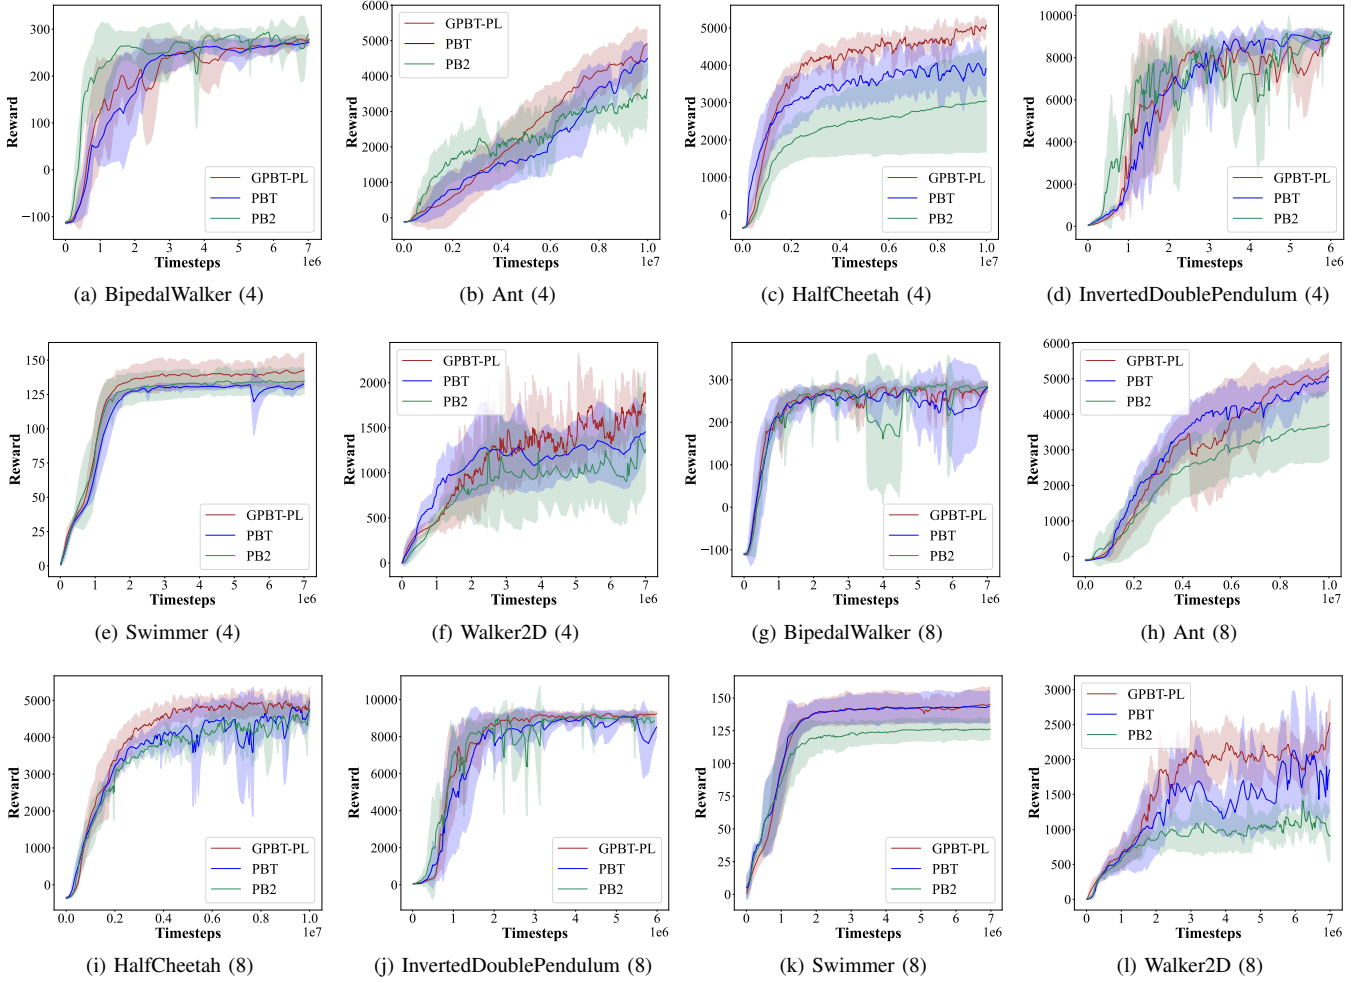 Reward
300
200
100
0
−100
GPBT-PL
PBT
PB2
0 1 2 3 4 5 6 7
Timesteps
1e6
(a) BipedalWalker (4)
Reward
6000
5000
4000
3000
2000
1000
0
GPBT-PL
PBT
PB2
0.0 0.2 0.4 0.6 0.8 1.0
Timesteps
1e7
(b) Ant (4)
Reward
5000
4000
3000
2000
1000
0
GPBT-PL
PBT
PB2
0.0 0.2 0.4 0.6 0.8 1.0
Timesteps
1e7
(c) HalfCheetah (4)
Reward
10000
8000
6000
4000
2000
0
GPBT-PL
PBT
PB2
0 1 2 3 4 5 6
Timesteps
1e6
(d) InvertedDoublePendulum (4)
Reward
150
125
100
75
50
25
0
GPBT-PL
PBT
PB2
0 1 2 3 4 5 6 7
Timesteps
1e6
(e) Swimmer (4)
Reward
2000
1500
1000
500
0
GPBT-PL
PBT
PB2
0 1 2 3 4 5 6 7
Timesteps
1e6
(f) Walker2D (4)
Reward
300
200
100
0
−100
GPBT-PL
PBT
PB2
0 1 2 3 4 5 6 7
Timesteps
1e6
(g) BipedalWalker (8)
Reward
6000
5000
4000
3000
2000
1000
0
GPBT-PL
PBT
PB2
0.0 0.2 0.4 0.6 0.8 1.0
Timesteps
1e7
(h) Ant (8)
Reward
5000
4000
3000
2000
1000
0
GPBT-PL
PBT
PB2
0.0 0.2 0.4 0.6 0.8 1.0
Timesteps
1e7
(i) HalfCheetah (8)
Reward
10000
8000
6000
4000
2000
0
GPBT-PL
PBT
PB2
0 1 2 3 4 5 6
Timesteps
1e6
(j) InvertedDoublePendulum (8)
Reward
150
125
100
75
50
25
0
GPBT-PL
PBT
PB2
0 1 2 3 4 5 6 7
Timesteps
1e6
(k) Swimmer (8)
Reward
3000
2500
2000
1500
1000
500
0
GPBT-PL
PBT
PB2
0 1 2 3 4 5 6 7
Timesteps
1e6
(l) Walker2D (8)